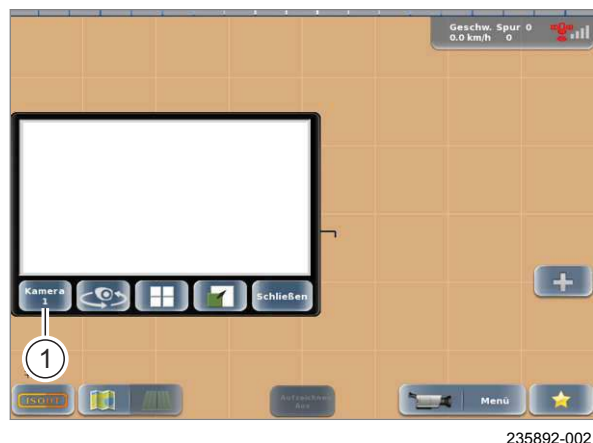 Geschw. Spur 0
0.0 km/h 0
Kamera
1
Schließen
1
ISOBUS
Aufzeichnen
Aus
Menü
235892-002